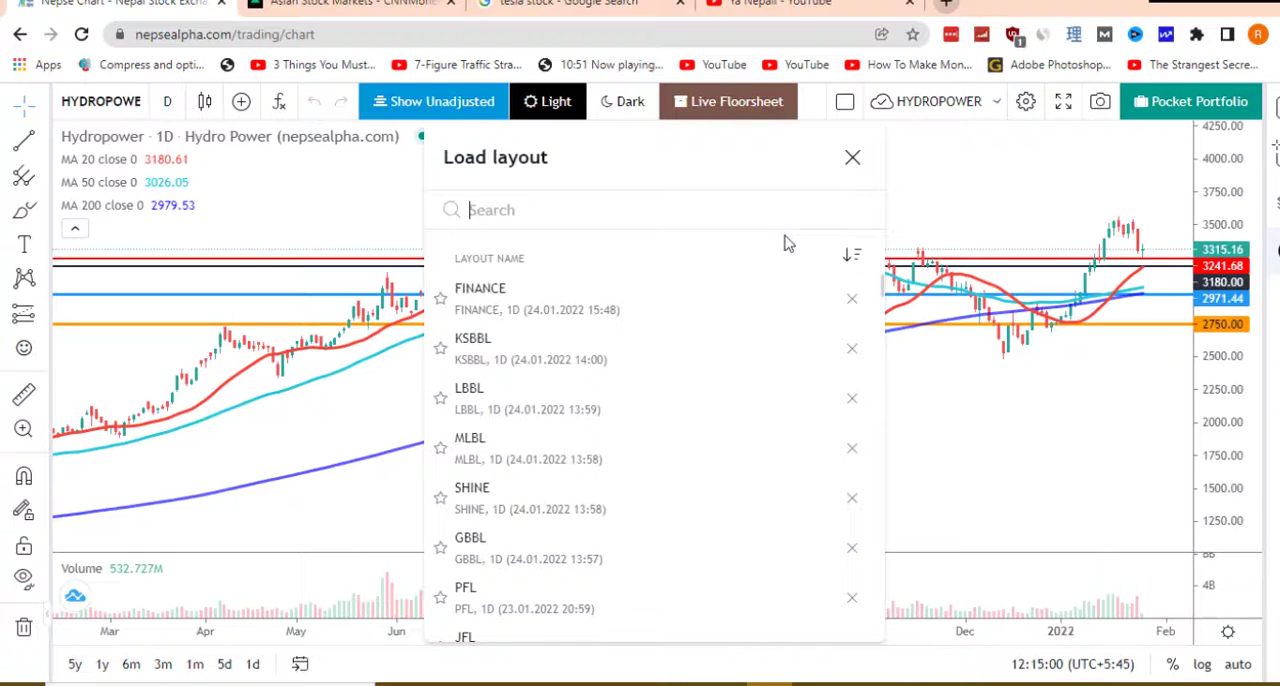 Nepse Chart - Nepal Stock Excha
Asian Stock Markets - CNNMone
tesla stock - Google Search
Ya Nepali - YouTube
nepsealpha.com/trading/chart
1
M
R
Apps
Compress and opti...
3 Things You Must...
7-Figure Traffic Stra...
10:51 Now playing...
YouTube
YouTube
How To Make Mon...
Adobe Photoshop...
The Strangest Secre...
HYDROPOWE
D
Show Unadjusted
Light
Dark
Live Floorsheet
HYDROPOWER
Pocket Portfolio
Hydropower · 1D · Hydro Power (nepsealpha.com)
MA 20 close 0 3180.61
MA 50 close 0 3026.05
MA 200 close 0 2979.53
Load layout
Search
LAYOUT NAME
FINANCE
FINANCE, 1D (24.01.2022 15:48)
KSBBL
KSBBL, 1D (24.01.2022 14:00)
LBBL
LBBL, 1D (24.01.2022 13:59)
MLBL
MLBL, 1D (24.01.2022 13:58)
SHINE
SHINE, 1D (24.01.2022 13:58)
GBBL
GBBL, 1D (24.01.2022 13:57)
PFL
PFL, 1D (23.01.2022 20:59)
JFL
4250.00
4000.00
3750.00
3500.00
3315.16
3241.68
3180.00
2971.44
2750.00
2500.00
2250.00
2000.00
1750.00
1500.00
1250.00
Volume 532.727M
8B
4B
Mar
Apr
May
Jun
Dec
2022
Feb
5y
1y
6m
3m
1m
5d
1d
12:15:00 (UTC+5:45)
%
log
auto